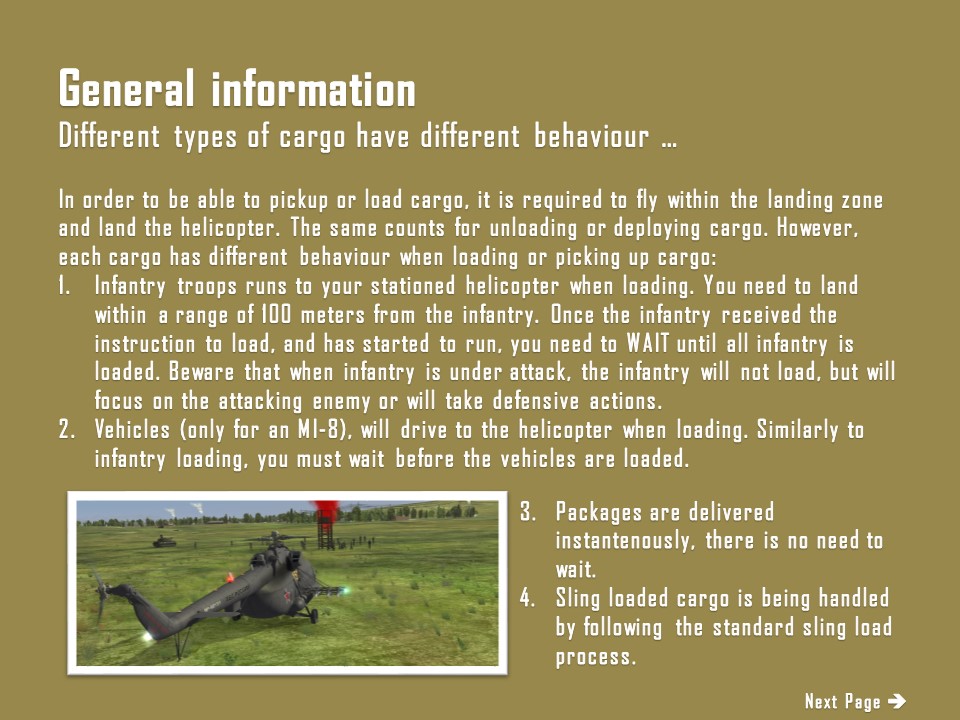 General information
Different types of cargo have different behaviour ...
In order to be able to pickup or load cargo, it is required to fly within the landing zone
and land the helicopter. The same counts for unloading or deploying cargo. However,
each cargo has different behaviour when loading or picking up cargo:
1. Infantry troops runs to your stationed helicopter when loading. You need to land
within a range of 100 meters from the infantry. Once the infantry received the
instruction to load, and has started to run, you need to WAIT until all infantry is
loaded. Beware that when infantry is under attack, the infantry will not load, but will
focus on the attacking enemy or will take defensive actions.
2. Vehicles (only for an MI-8), will drive to the helicopter when loading. Similarly to
infantry loading, you must wait before the vehicles are loaded.
3. Packages are delivered
instantenously, there is no need to
wait.
4. Sling loaded cargo is being handled
by following the standard sling load
process.
Next Page →